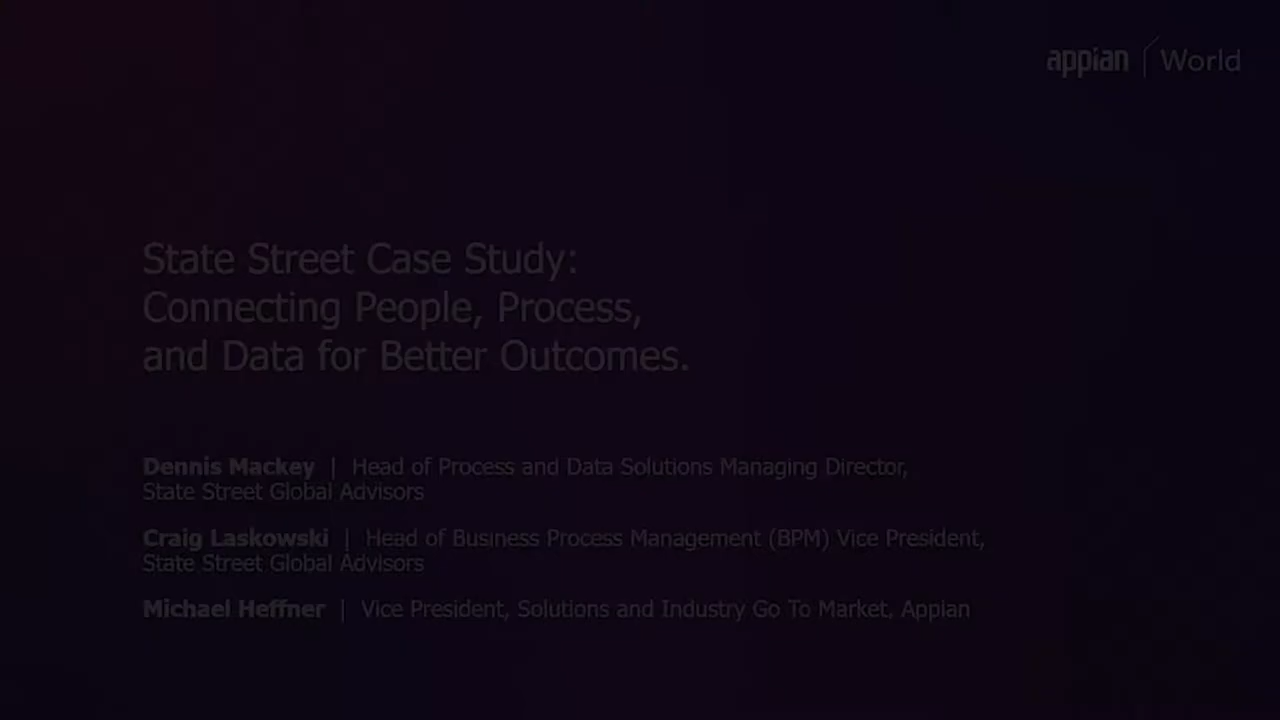 appian World
State Street Case Study:
Connecting People, Process,
and Data for Better Outcomes.
Dennis Mackey | Head of Process and Data Solutions Managing Director,
State Street Global Advisors
Craig Laskowski | Head of Business Process Management (BPM) Vice President,
State Street Global Advisors
Michael Heffner | Vice President, Solutions and Industry Go To Market, Appian